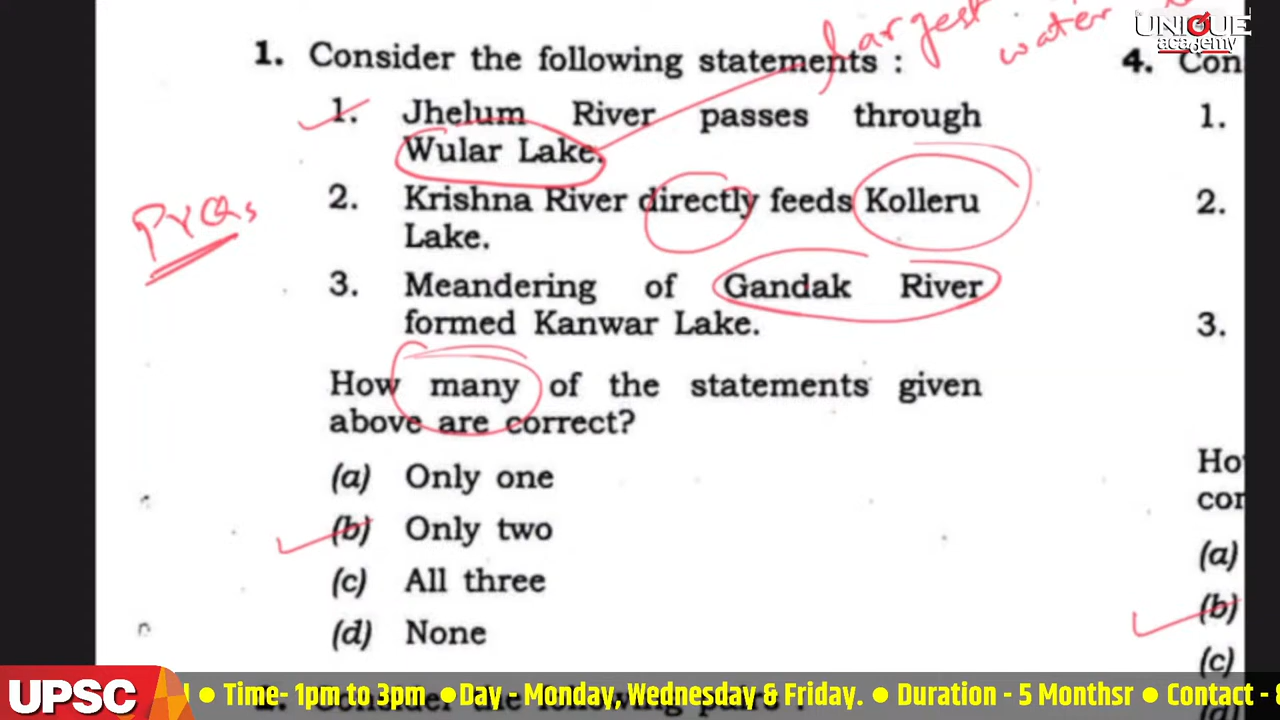 UNIQUE
academy
largest
water
1. Consider the following statements :
1. Jhelum River passes through
Wular Lake.
2. Krishna River directly feeds Kolleru
Lake.
3. Meandering of Gandak River
formed Kanwar Lake.
How many of the statements given
above are correct?
(a) Only one
(b) Only two
(c) All three
(d) None
4. Con
1.
2.
3.
Ho
con
(a)
(b)
(c)
UPSC
● Time- 1pm to 3pm ●Day - Monday, Wednesday & Friday. ● Duration - 5 Monthsr ● Contact -